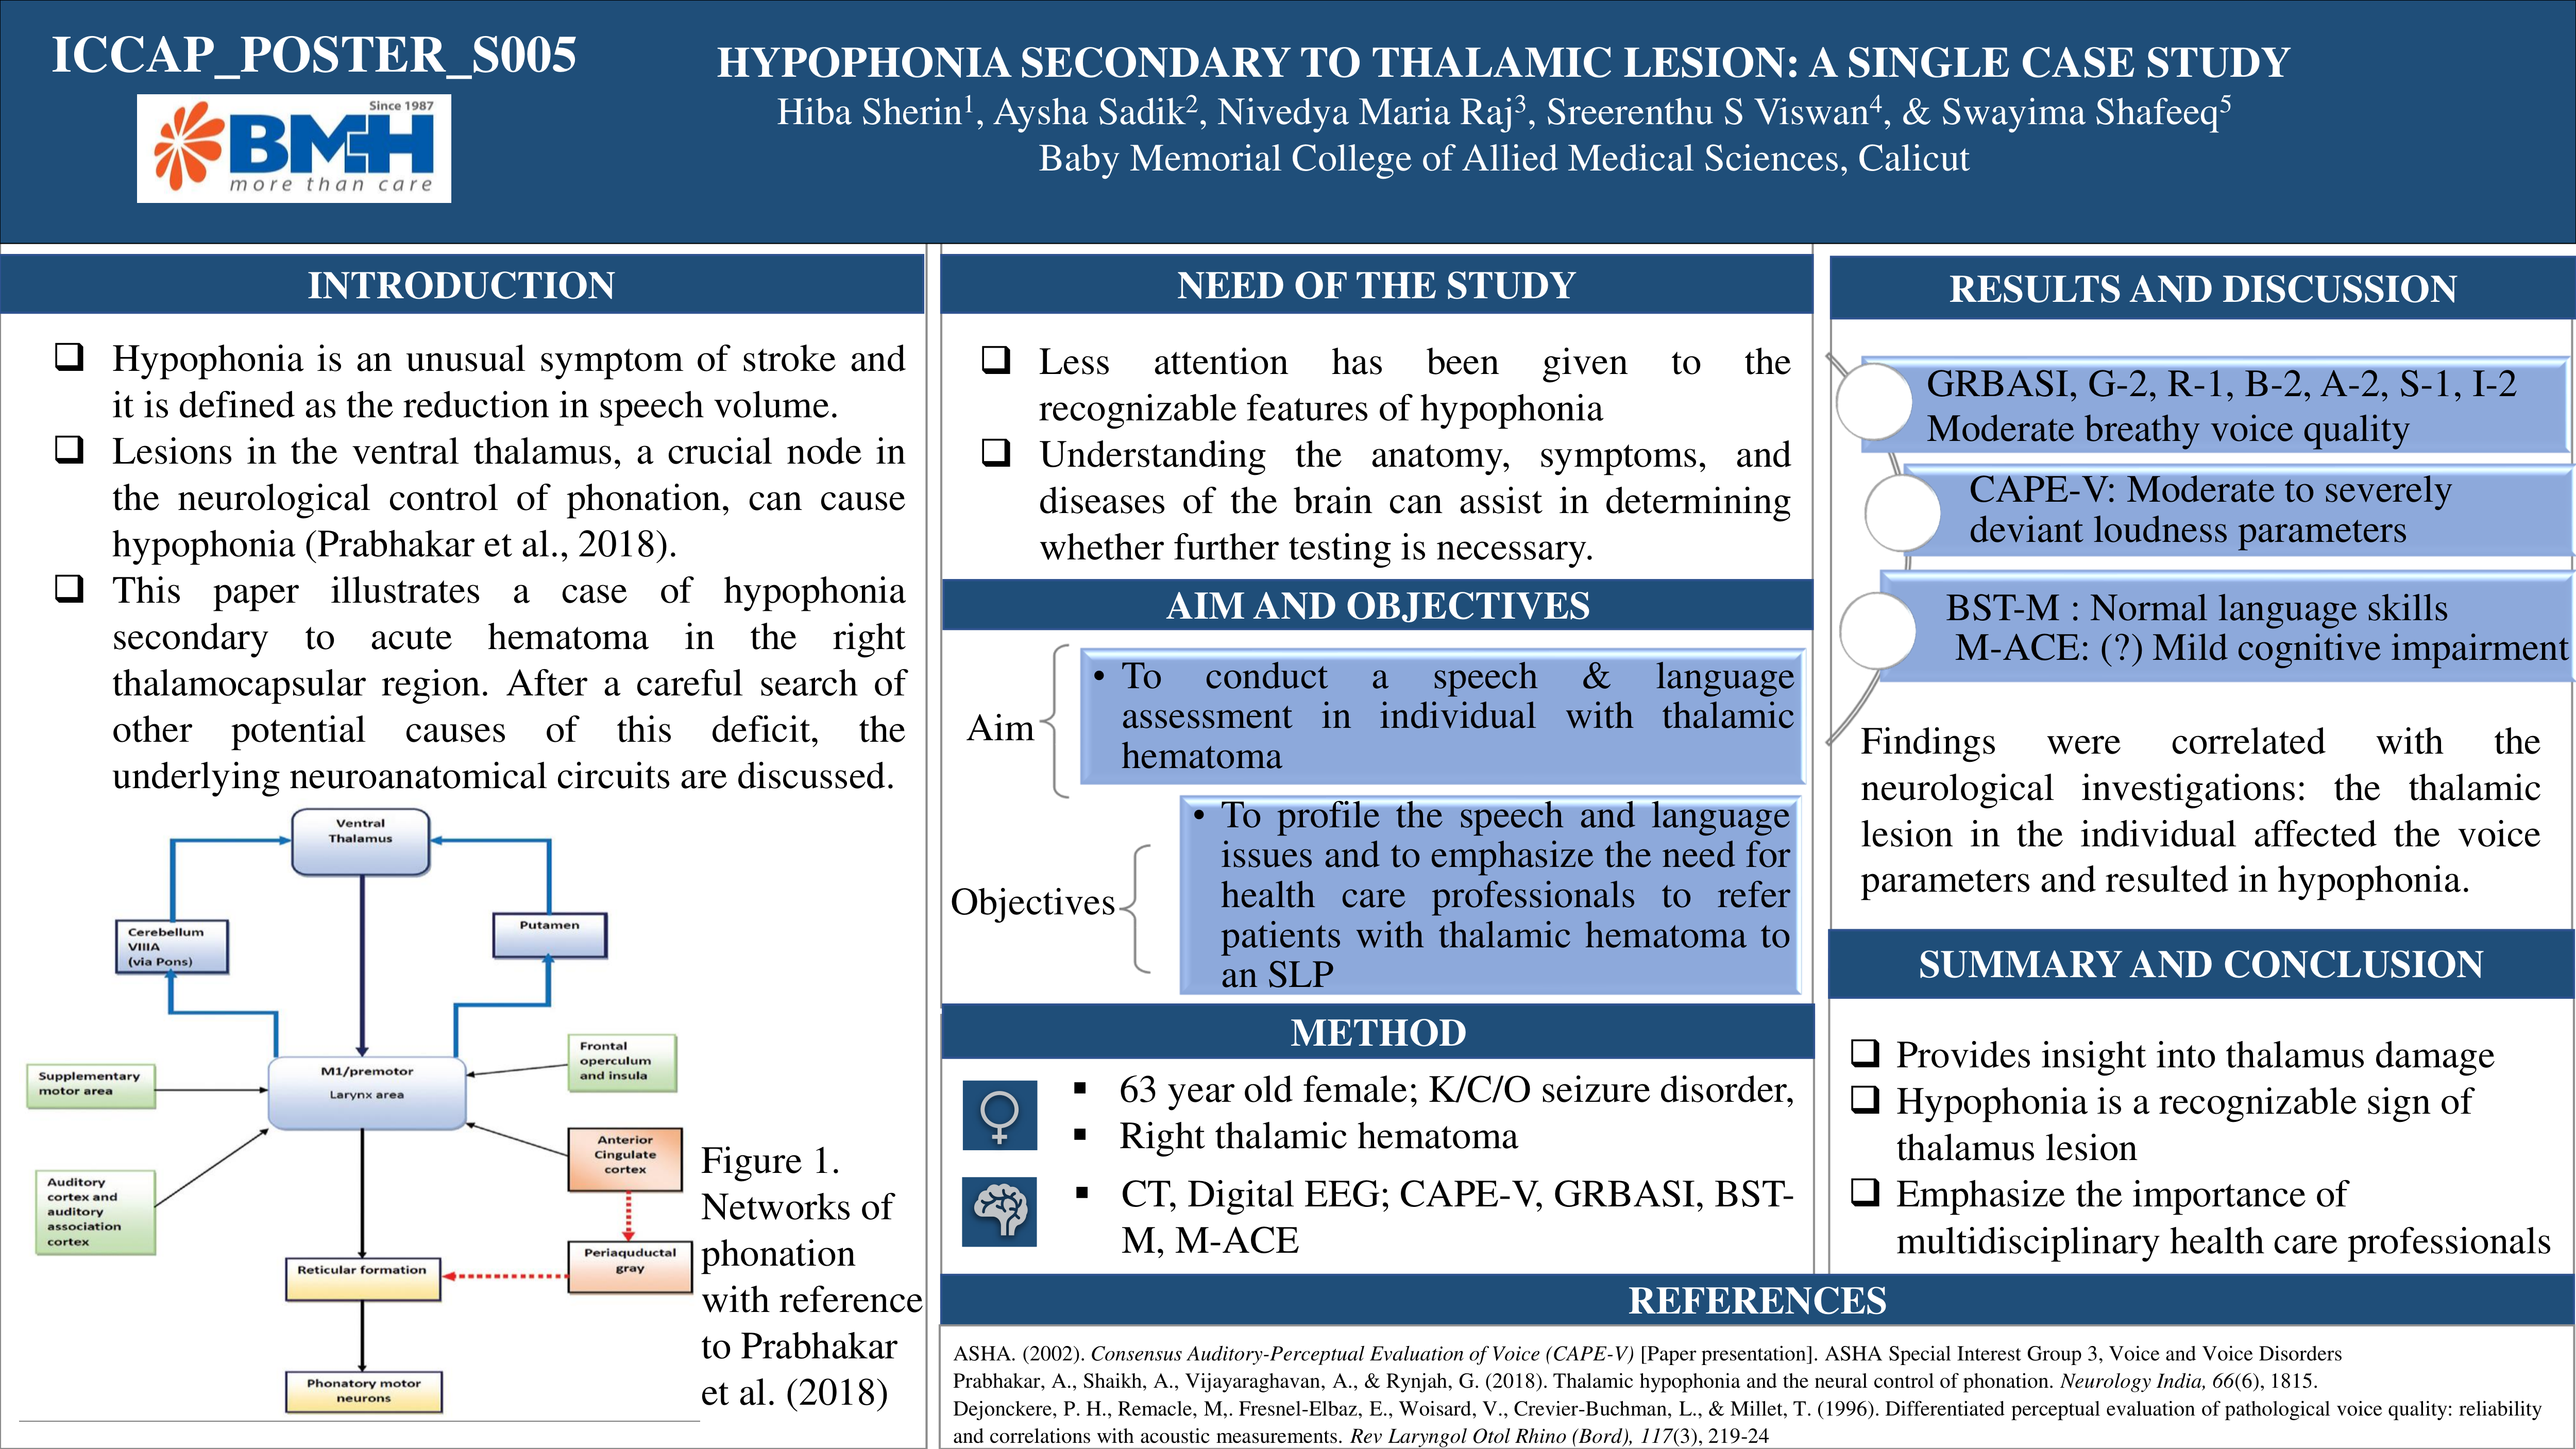 ICCAP_POSTER_S005
Since 1987
BMH
more than care
HYPOPHONIA SECONDARY TO THALAMIC LESION: A SINGLE CASE STUDY
Hiba Sherin1, Aysha Sadik2, Nivedya Maria Raj3, Sreerenthu S Viswan4, & Swayima Shafeeq5
Baby Memorial College of Allied Medical Sciences, Calicut
INTRODUCTION
❑ Hypophonia is an unusual symptom of stroke and
it is defined as the reduction in speech volume.
❑ Lesions in the ventral thalamus, a crucial node in
the neurological control of phonation, can cause
hypophonia (Prabhakar et al., 2018).
❑ This paper illustrates a case of hypophonia
secondary to acute hematoma in the right
thalamocapsular region. After a careful search of
other potential causes of this deficit, the
underlying neuroanatomical circuits are discussed.
Ventral
Thalamus
Cerebellum
VIIIA
(via Pons)
Putamen
Supplementary
motor area
M1/premotor
Larynx area
Frontal
operculum
and insula
Auditory
cortex and
auditory
association
cortex
Anterior
Cingulate
cortex
Periaquductal
gray
Reticular formation
Phonatory motor
neurons
Figure 1.
Networks of
phonation
with reference
to Prabhakar
et al. (2018)
NEED OF THE STUDY
❑ Less attention has been given to the
recognizable features of hypophonia
❑ Understanding the anatomy, symptoms, and
diseases of the brain can assist in determining
whether further testing is necessary.
AIM AND OBJECTIVES
Aim
• To conduct a speech & language
assessment in individual with thalamic
hematoma
Objectives
• To profile the speech and language
issues and to emphasize the need for
health care professionals to refer
patients with thalamic hematoma to
an SLP
METHOD
▪ 63 year old female; K/C/O seizure disorder,
▪ Right thalamic hematoma
▪ CT, Digital EEG; CAPE-V, GRBASI, BST-
M, M-ACE
RESULTS AND DISCUSSION
GRBASI, G-2, R-1, B-2, A-2, S-1, I-2
Moderate breathy voice quality
CAPE-V: Moderate to severely
deviant loudness parameters
BST-M : Normal language skills
M-ACE: (?) Mild cognitive impairment
Findings were correlated with the
neurological investigations: the thalamic
lesion in the individual affected the voice
parameters and resulted in hypophonia.
SUMMARY AND CONCLUSION
❑ Provides insight into thalamus damage
❑ Hypophonia is a recognizable sign of
thalamus lesion
❑ Emphasize the importance of
multidisciplinary health care professionals
REFERENCES
ASHA. (2002). Consensus Auditory-Perceptual Evaluation of Voice (CAPE-V) [Paper presentation]. ASHA Special Interest Group 3, Voice and Voice Disorders
Prabhakar, A., Shaikh, A., Vijayaraghavan, A., & Rynjah, G. (2018). Thalamic hypophonia and the neural control of phonation. Neurology India, 66(6), 1815.
Dejonckere, P. H., Remacle, M,. Fresnel-Elbaz, E., Woisard, V., Crevier-Buchman, L., & Millet, T. (1996). Differentiated perceptual evaluation of pathological voice quality: reliability
and correlations with acoustic measurements. Rev Laryngol Otol Rhino (Bord), 117(3), 219-24